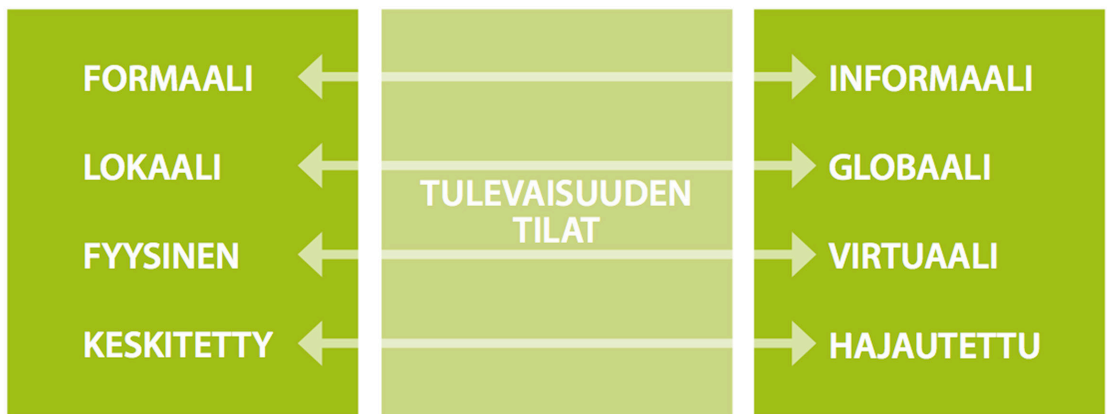 FORMAALI
LOKAALI
FYYSINEN
KESKITETTY
TULEVAISUUDEN
TILAT
INFORMAALI
GLOBAALI
VIRTUAALI
HAJAUTETTU